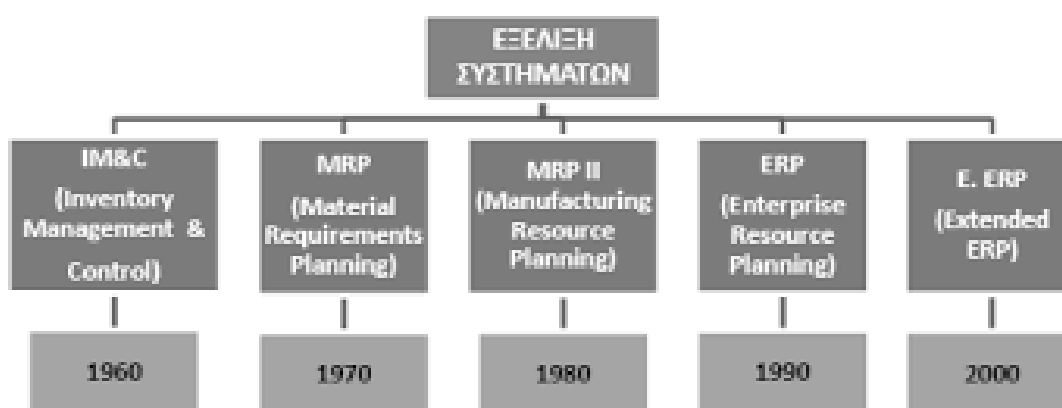 ΕΞΕΛΙΞΗ
ΣΥΣΤΗΜΑΤΩΝ
IM&C
(Inventory
Management &
Control)
MRP
(Material
Requirements
Planning)
MRP II
(Manufacturing
Resource
Planning)
ERP
(Enterprise
Resource
Planning)
E. ERP
(Extended
ERP)
1960
1970
1980
1990
2000